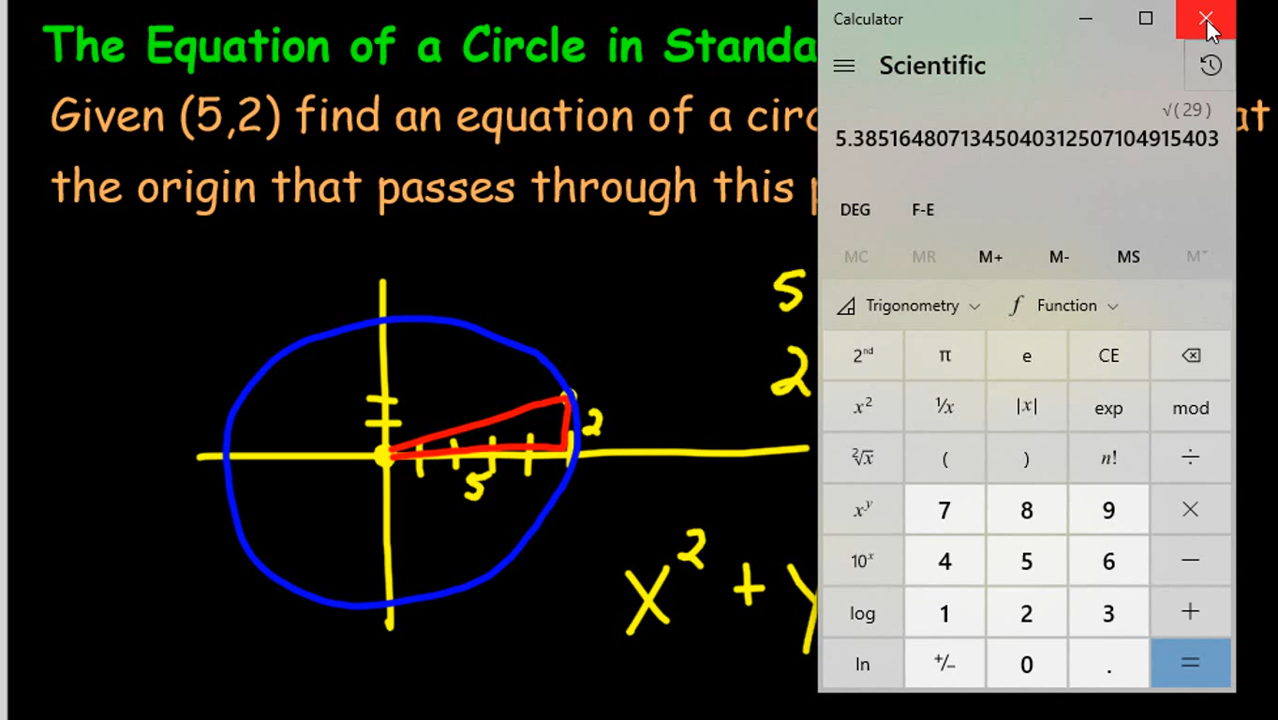 The Equation of a Circle in Standa
Given (5,2) find an equation of a circ
at
the origin that passes through this
5
2
2
5
x² + y
Calculator
Scientific
√(29)
5.3851648071345040312507104915403
DEG F-E
MC MR M+ M- MS M˅
Trigonometry Function
2ⁿᵈ π e CE
x² ¹/x |x| exp mod
²√x ( ) n! ÷
xʸ 7 8 9 ×
10ˣ 4 5 6 −
log 1 2 3 +
ln +/− 0 . =